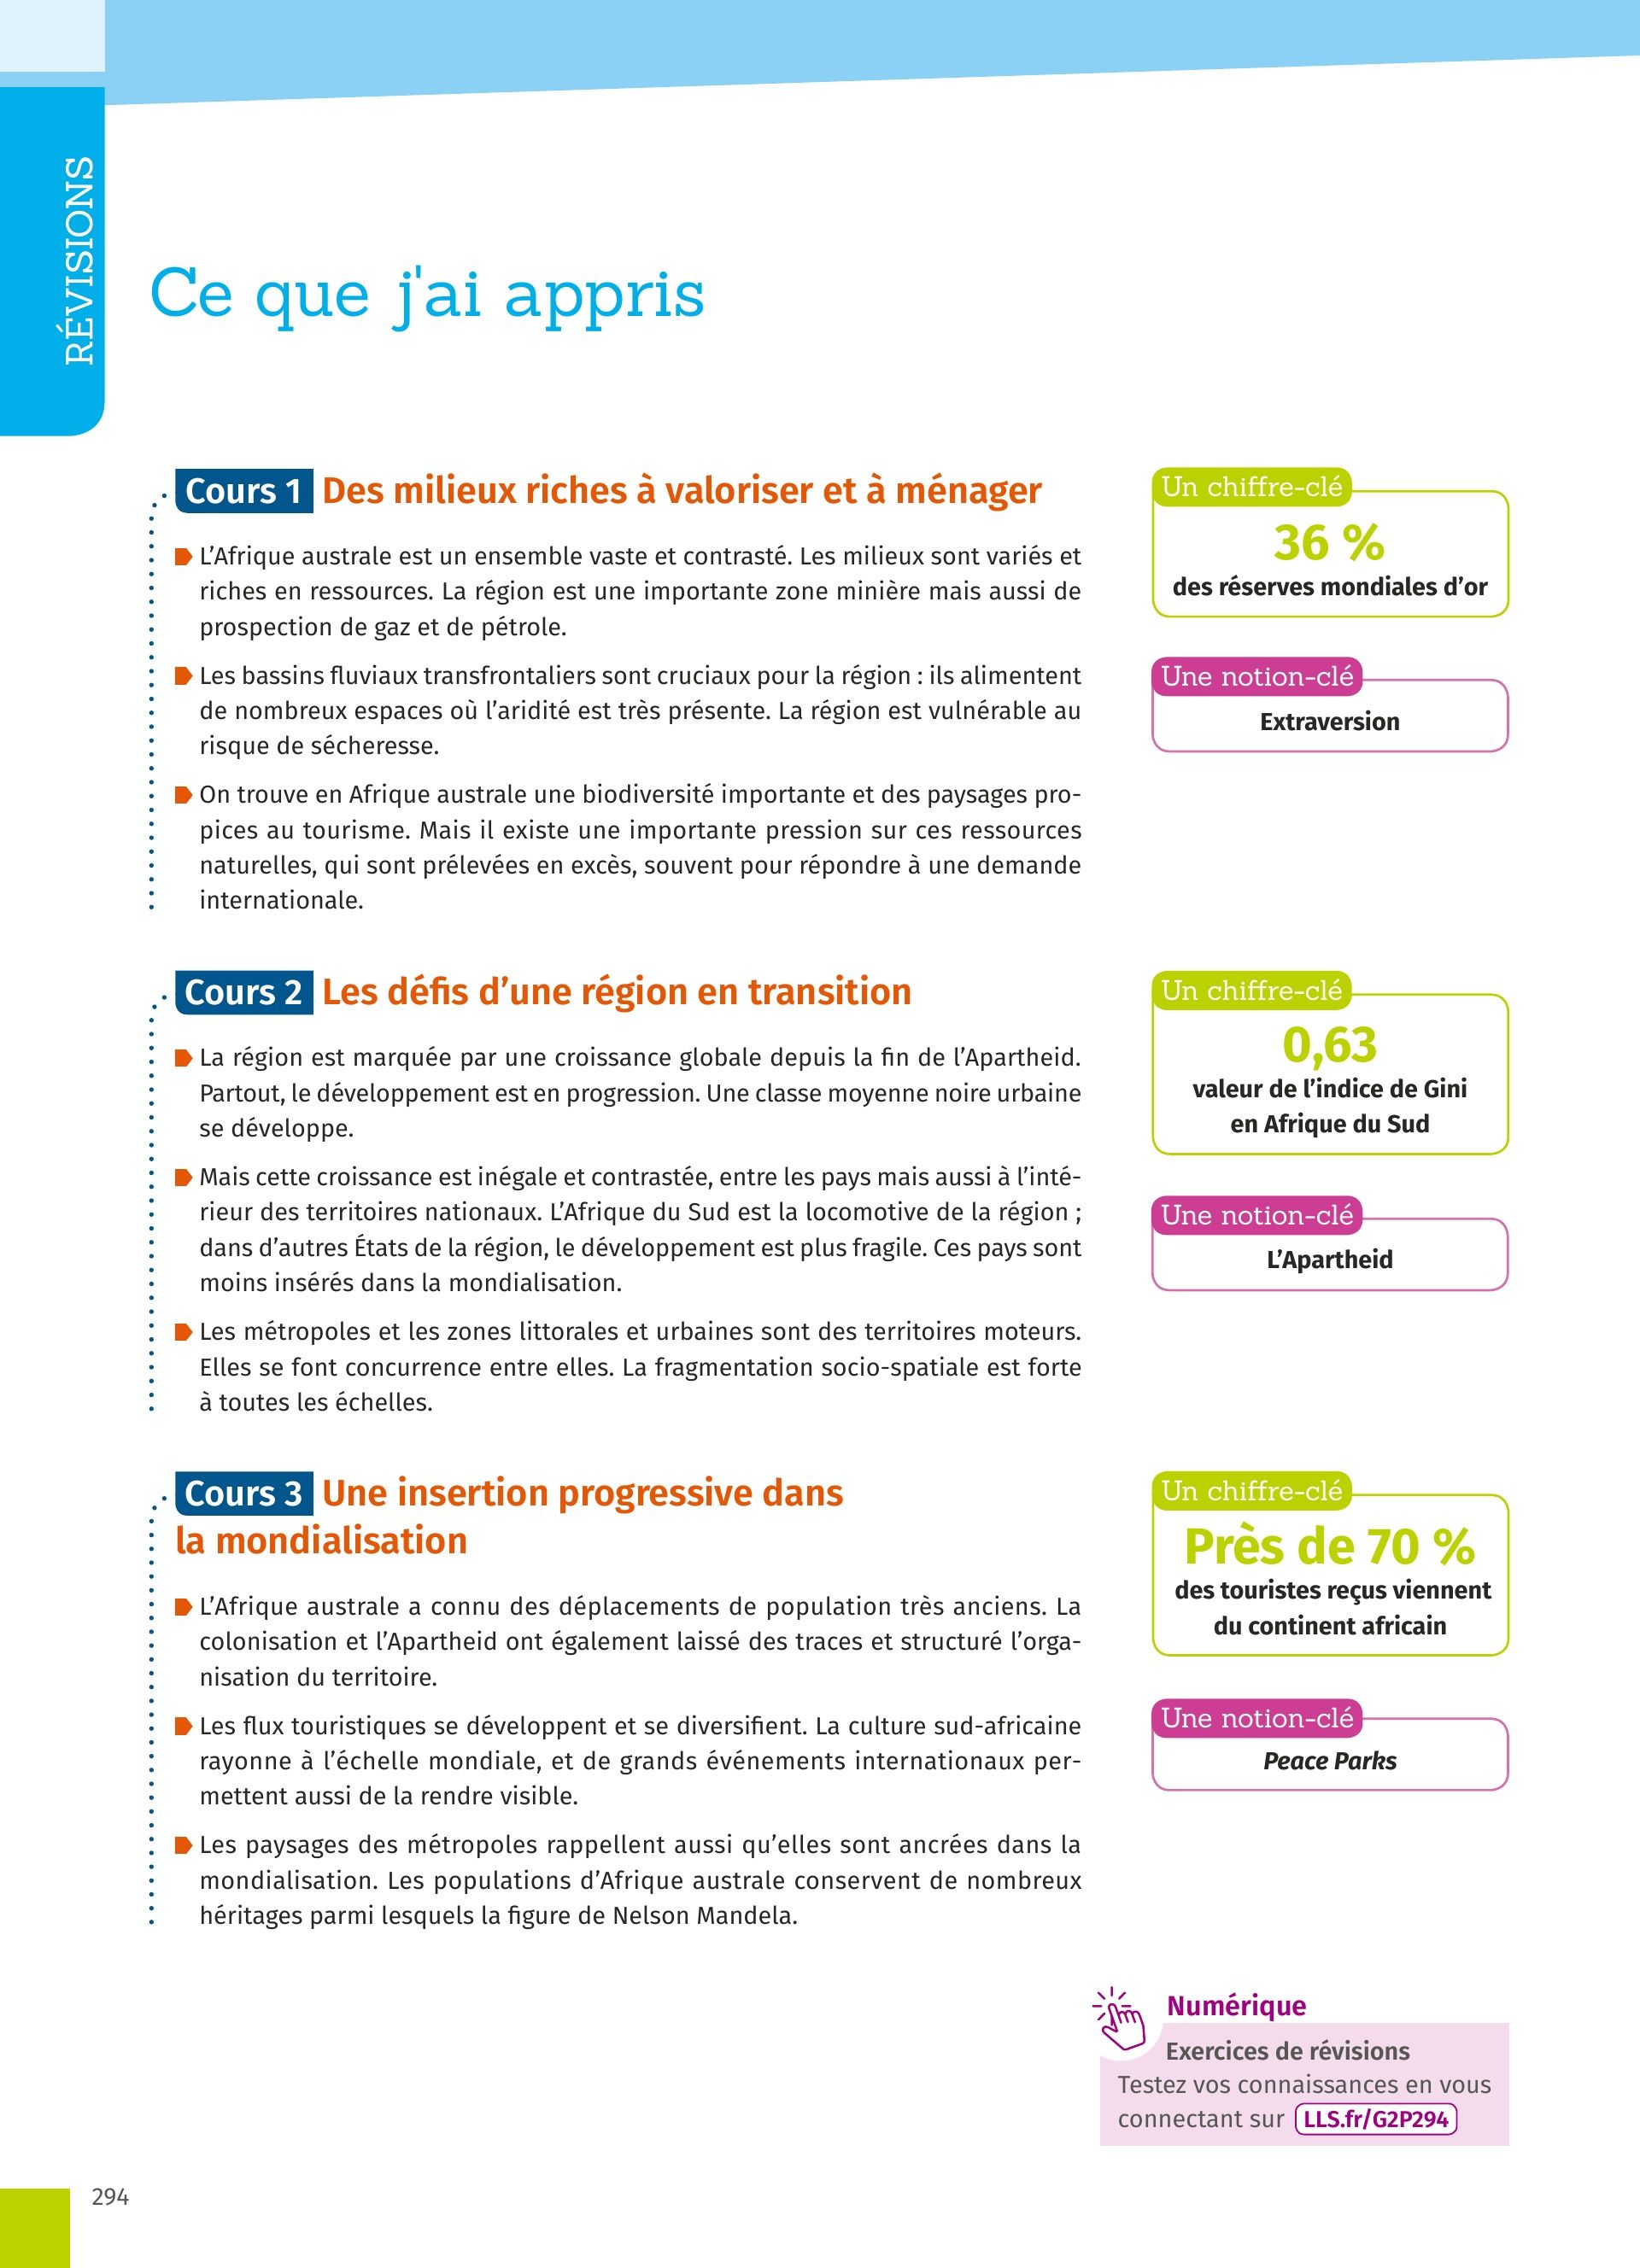 RÉVISIONS
Ce que j'ai appris
Cours 1 Des milieux riches à valoriser et à ménager
L'Afrique australe est un ensemble vaste et contrasté. Les milieux sont variés et
riches en ressources. La région est une importante zone minière mais aussi de
prospection de gaz et de pétrole.
Les bassins fluviaux transfrontaliers sont cruciaux pour la région : ils alimentent
de nombreux espaces où l'aridité est très présente. La région est vulnérable au
risque de sécheresse.
On trouve en Afrique australe une biodiversité importante et des paysages pro-
pices au tourisme. Mais il existe une importante pression sur ces ressources
naturelles, qui sont prélevées en excès, souvent pour répondre à une demande
internationale.
Un chiffre-clé
36 %
des réserves mondiales d'or
Une notion-clé
Extraversion
Cours 2 Les défis d'une région en transition
La région est marquée par une croissance globale depuis la fin de l'Apartheid.
Partout, le développement est en progression. Une classe moyenne noire urbaine
se développe.
Mais cette croissance est inégale et contrastée, entre les pays mais aussi à l'inté-
rieur des territoires nationaux. L'Afrique du Sud est la locomotive de la région ;
dans d'autres États de la région, le développement est plus fragile. Ces pays sont
moins insérés dans la mondialisation.
Les métropoles et les zones littorales et urbaines sont des territoires moteurs.
Elles se font concurrence entre elles. La fragmentation socio-spatiale est forte
à toutes les échelles.
Un chiffre-clé
0,63
valeur de l'indice de Gini
en Afrique du Sud
Une notion-clé
L'Apartheid
Cours 3 Une insertion progressive dans
la mondialisation
L'Afrique australe a connu des déplacements de population très anciens. La
colonisation et l'Apartheid ont également laissé des traces et structuré l'orga-
nisation du territoire.
Les flux touristiques se développent et se diversifient. La culture sud-africaine
rayonne à l'échelle mondiale, et de grands événements internationaux per-
mettent aussi de la rendre visible.
Les paysages des métropoles rappellent aussi qu'elles sont ancrées dans la
mondialisation. Les populations d'Afrique australe conservent de nombreux
héritages parmi lesquels la figure de Nelson Mandela.
Un chiffre-clé
Près de 70 %
des touristes reçus viennent
du continent africain
Une notion-clé
Peace Parks
Numérique
Exercices de révisions
Testez vos connaissances en vous
connectant sur LLS.fr/G2P294
294